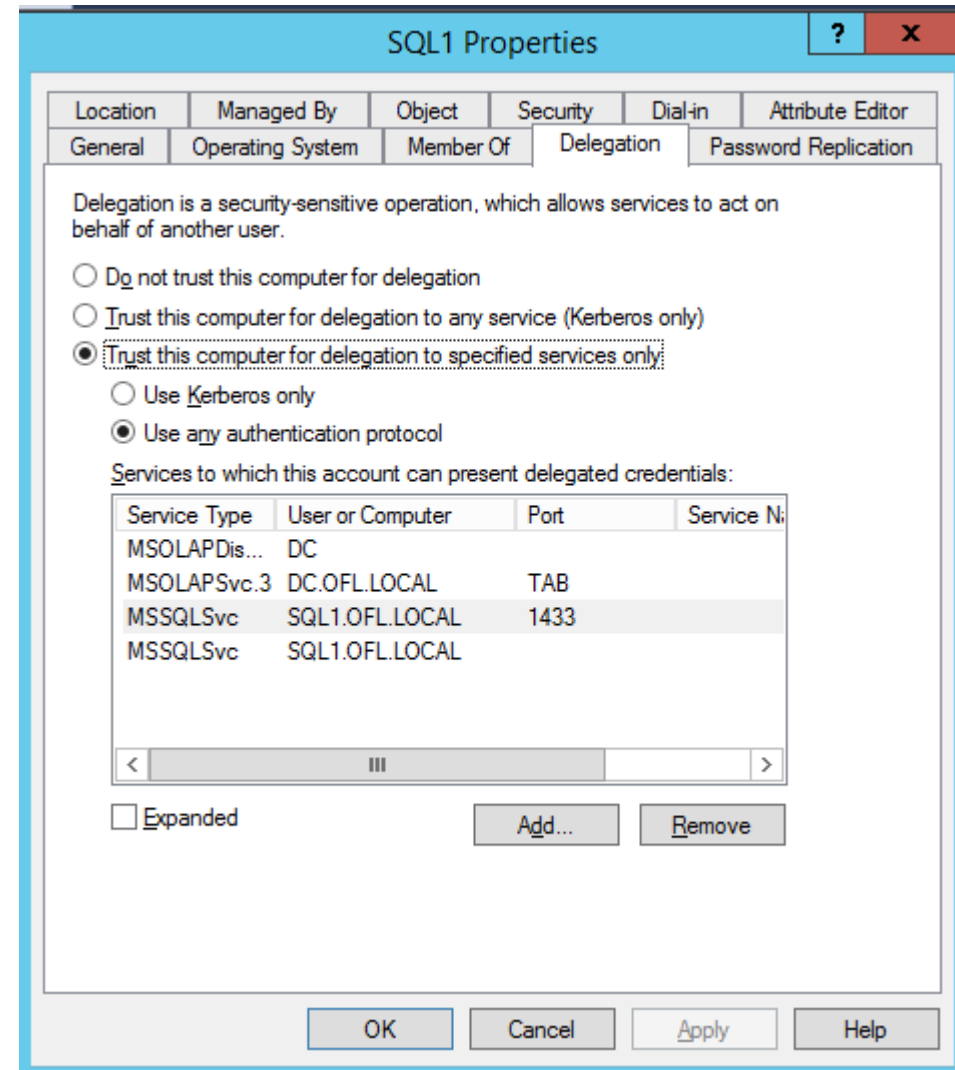 SQL1 Properties
?
x
Location Managed By Object Security Dial-in Attribute Editor
General Operating System Member Of Delegation Password Replication
Delegation is a security-sensitive operation, which allows services to act on
behalf of another user.
Do not trust this computer for delegation
Trust this computer for delegation to any service (Kerberos only)
Trust this computer for delegation to specified services only
Use Kerberos only
Use any authentication protocol
Services to which this account can present delegated credentials:
Service Type User or Computer Port Service
MSOLAPDis... DC
MSOLAPSvc.3 DC.OFL.LOCAL TAB
MSSQLSvc SQL1.OFL.LOCAL 1433
MSSQLSvc SQL1.OFL.LOCAL
Expanded
Add...
Remove
OK
Cancel
Apply
Help